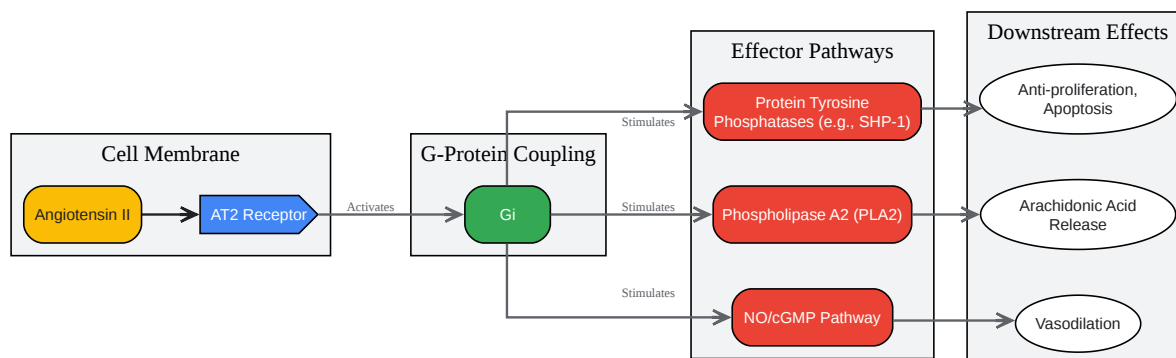 Cell Membrane
Angiotensin II
AT2 Receptor
Activates
G-Protein Coupling
Gi
Stimulates
Stimulates
Stimulates
Effector Pathways
Protein Tyrosine
Phosphatases (e.g., SHP-1)
Phospholipase A2 (PLA2)
NO/cGMP Pathway
Downstream Effects
Anti-proliferation,
Apoptosis
Arachidonic Acid
Release
Vasodilation